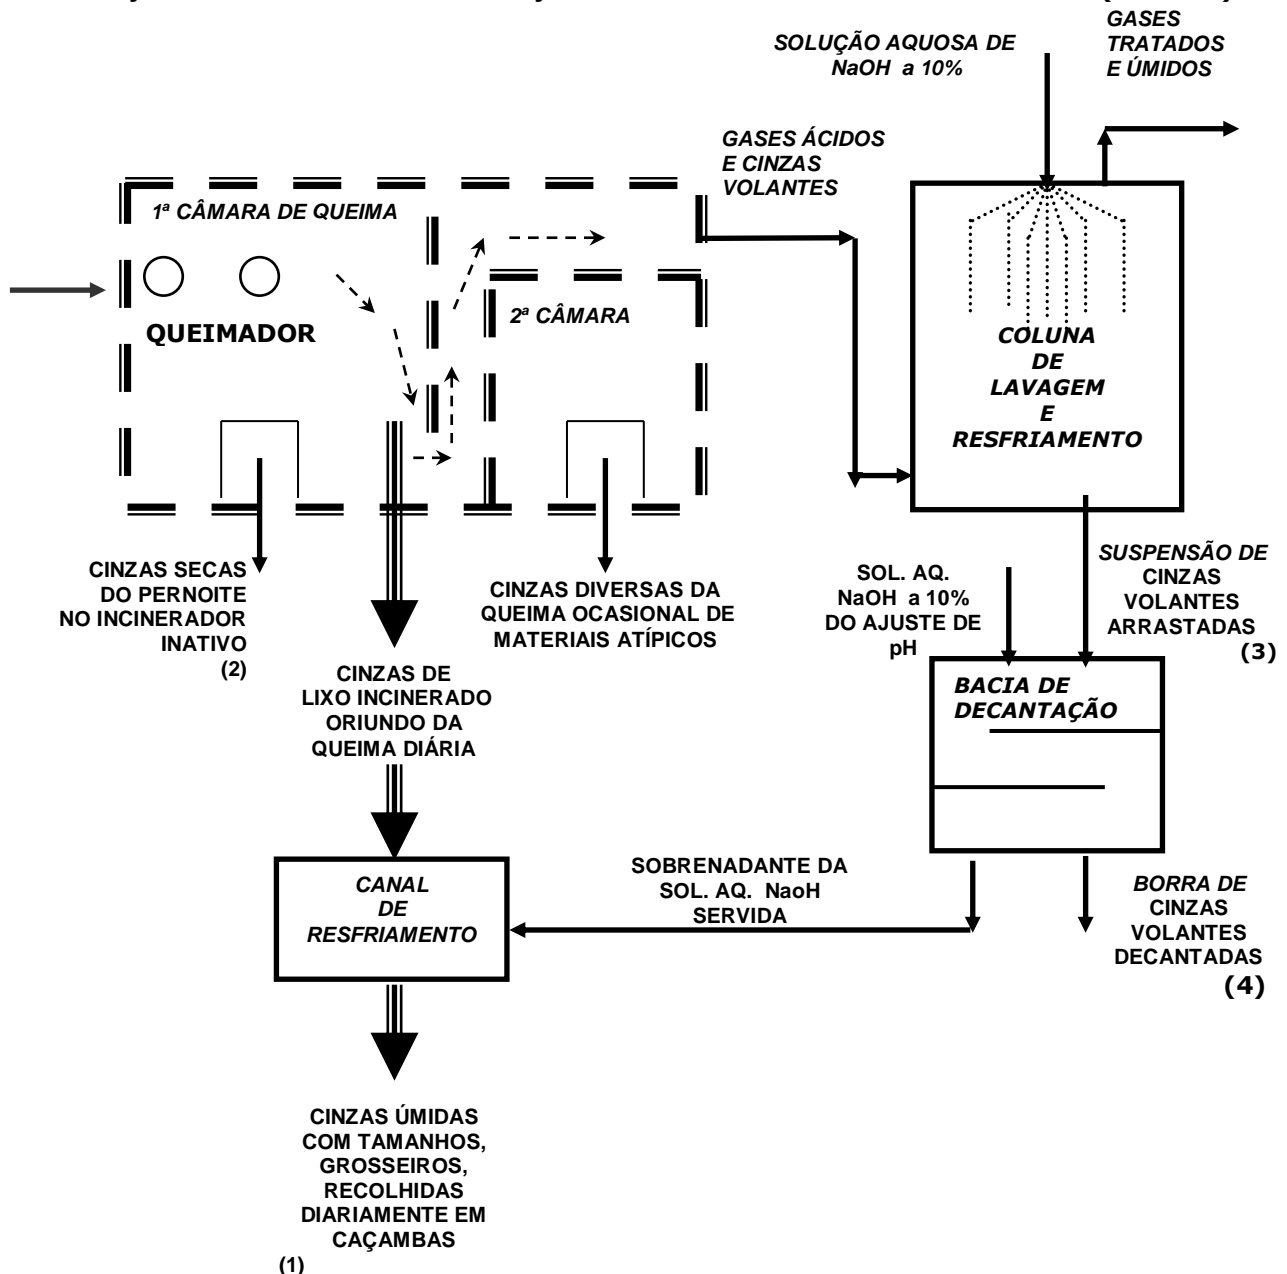 GASES
TRATADOS
E ÚMIDOS
SOLUÇÃO AQUOSA DE
NaOH a 10%
GASES ÁCIDOS
E CINZAS
VOLANTES
1ª CÂMARA DE QUEIMA
QUEIMADOR
2ª CÂMARA
COLUNA
DE
LAVAGEM
E
RESFRIAMENTO
CINZAS SECAS
DO PERNOITE
NO INCINERADOR
INATIVO
(2)
CINZAS DIVERSAS DA
QUEIMA OCASIONAL DE
MATERIAIS ATÍPICOS
SOL. AQ.
NaOH a 10%
DO AJUSTE DE
pH
SUSPENSÃO DE
CINZAS
VOLANTES
ARRASTADAS
(3)
CINZAS DE
LIXO INCINERADO
ORIUNDO DA
QUEIMA DIÁRIA
BACIA DE
DECANTAÇÃO
CANAL
DE
RESFRIAMENTO
SOBRENADANTE DA
SOL. AQ. NaoH
SERVIDA
BORRA DE
CINZAS
VOLANTES
DECANTADAS
(4)
CINZAS ÚMIDAS
COM TAMANHOS,
GROSSEIROS,
RECOLHIDAS
DIARIAMENTE EM
CAÇAMBAS
(1)